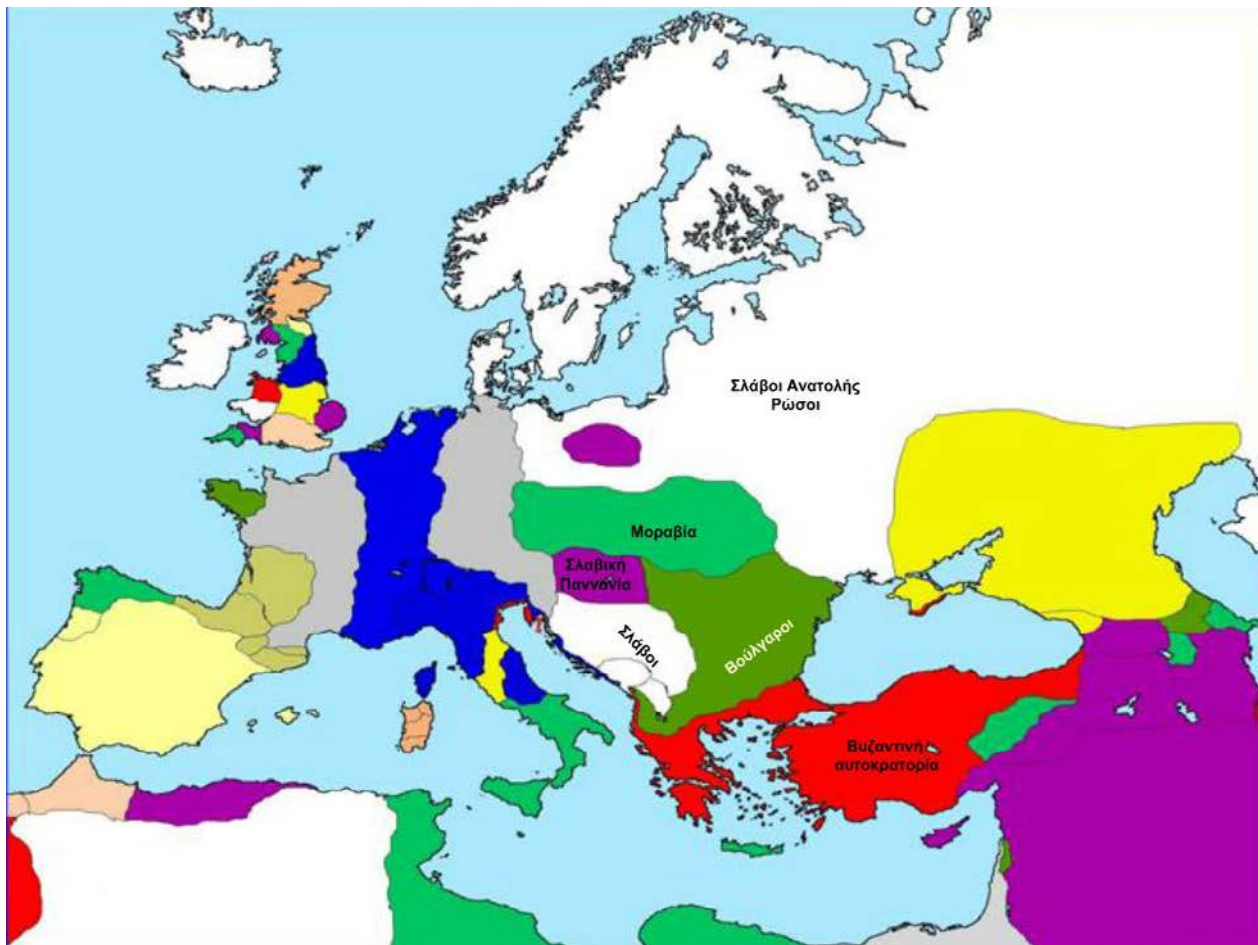 Σλάβοι Ανατολής
Ρώσοι
Μοραβία
Σλαβική
Παννονία
Σλάβοι
Βούλγαροι
Βυζαντινή
αυτοκρατορία